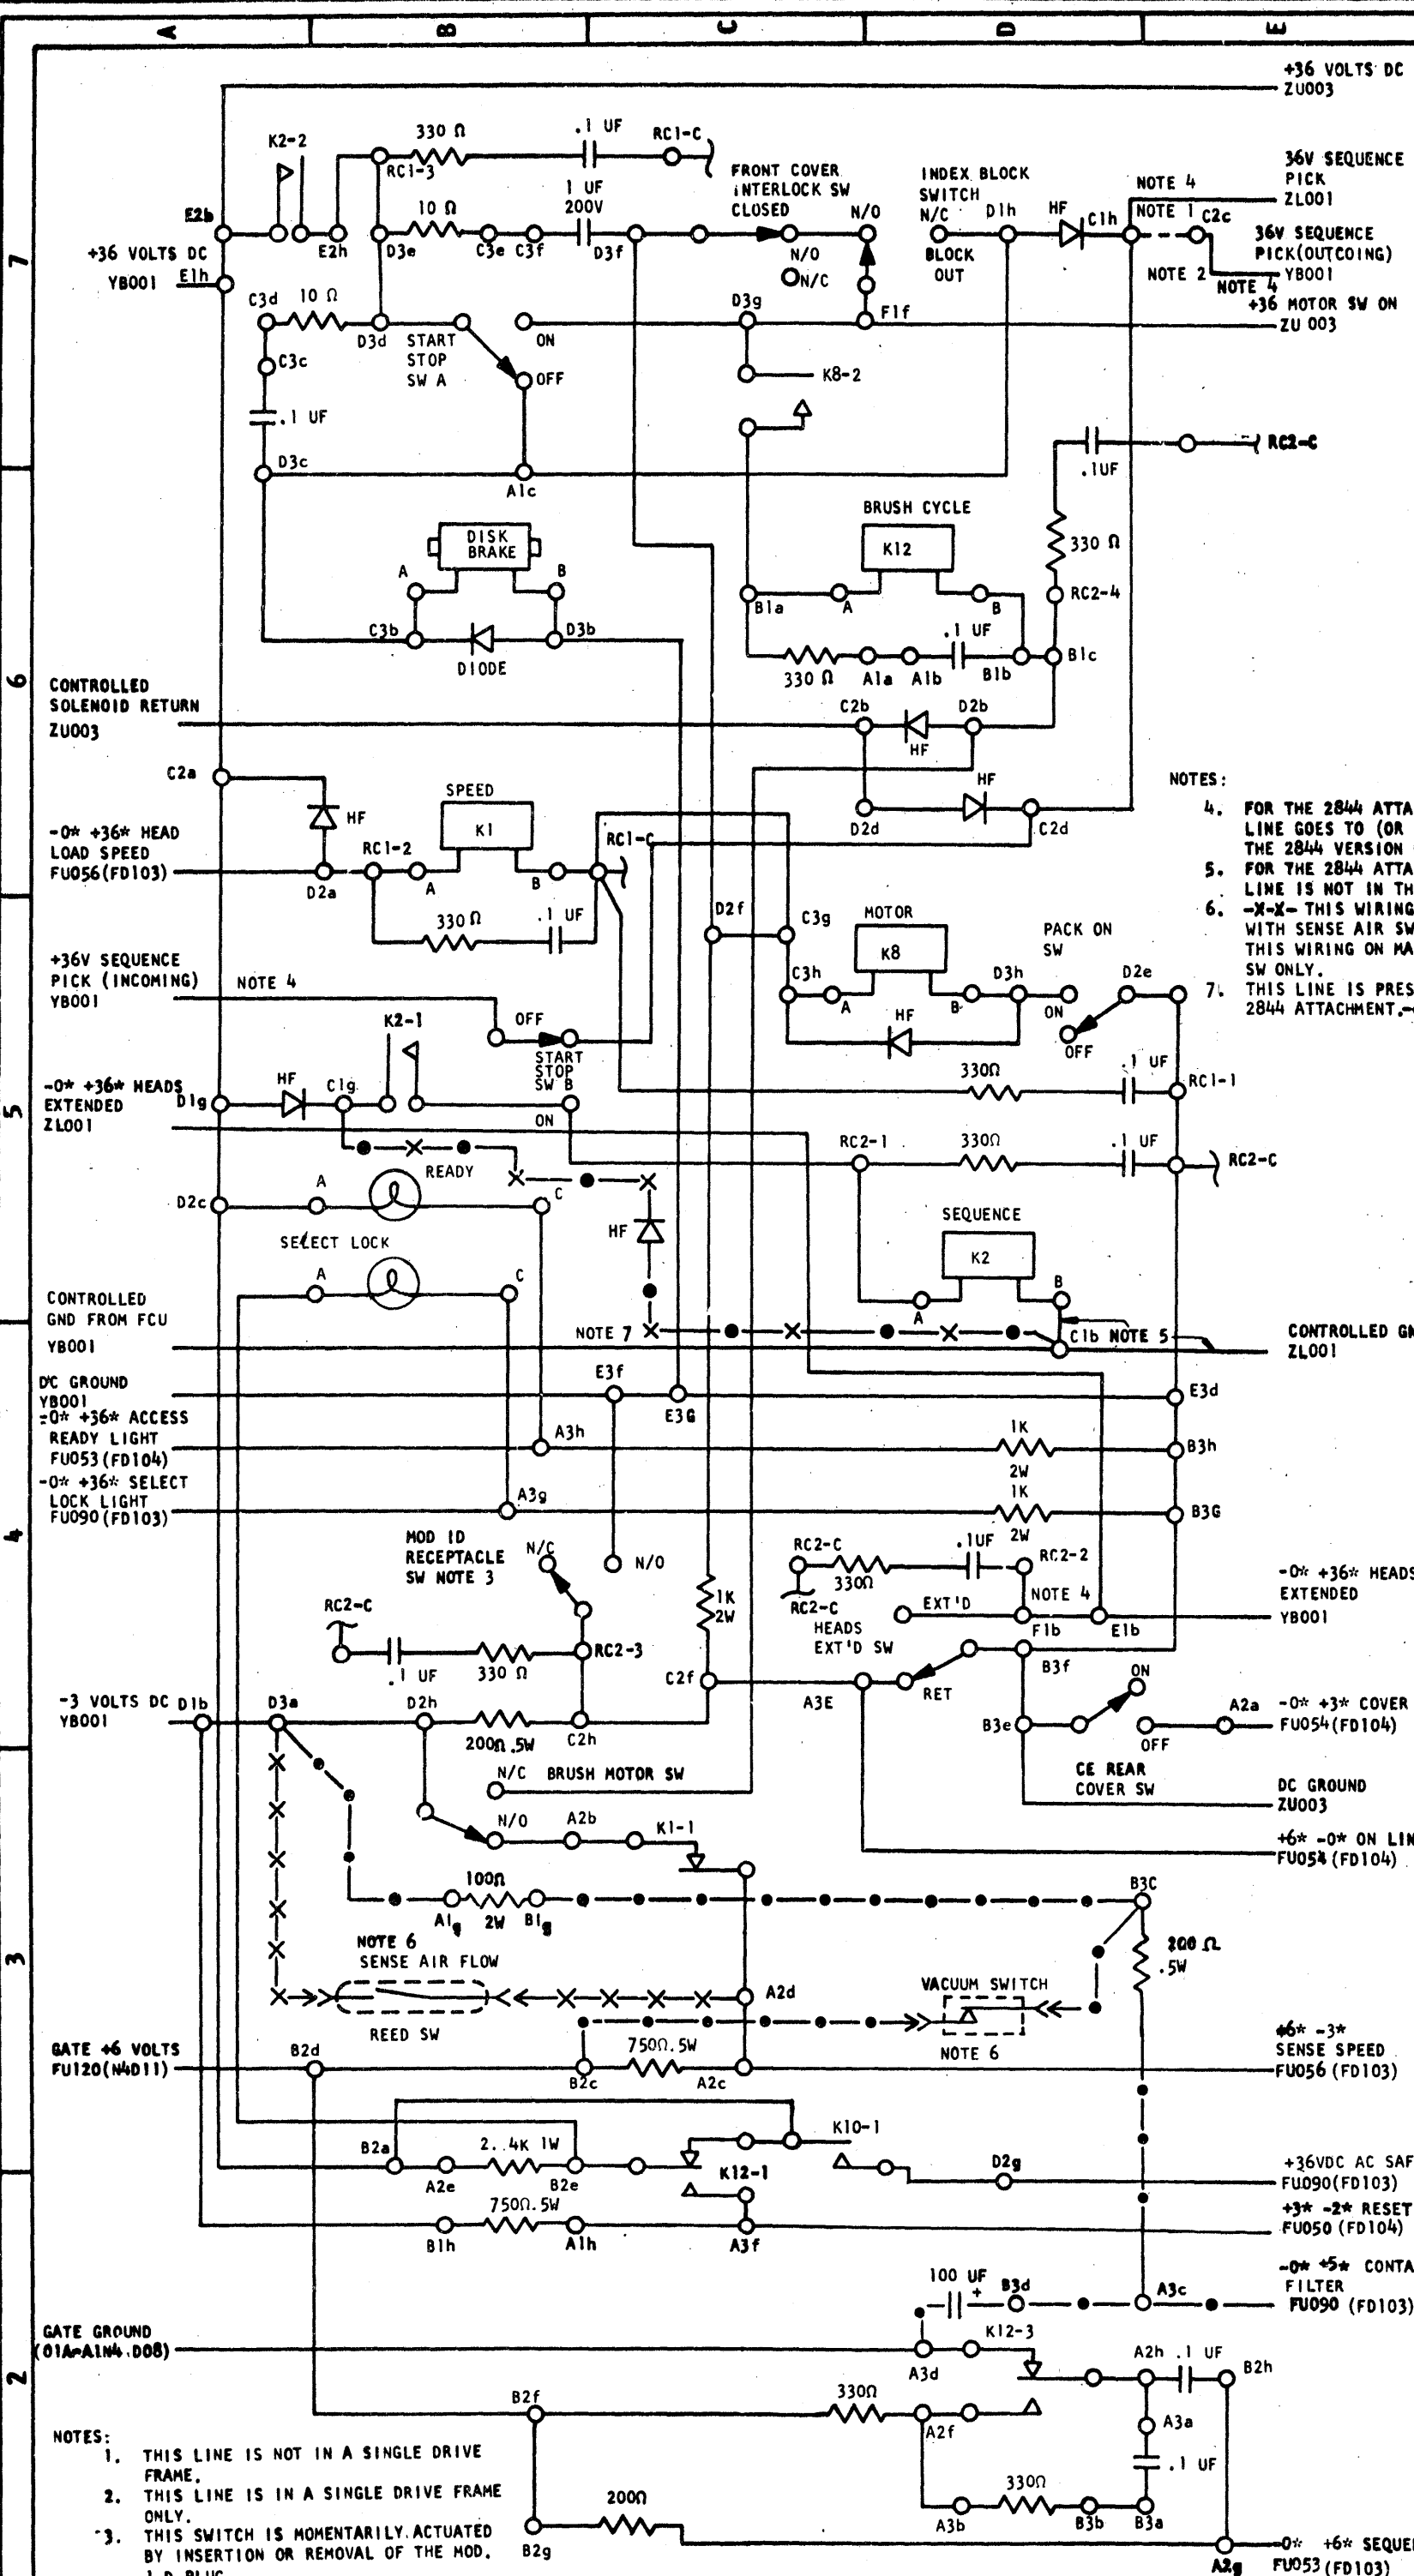 A B C D E
+36 VOLTS DC
ZU003
K2-2
330 Ω
.1 UF
RC1-C
RC1-3
1 UF
200V
FRONT COVER
INTERLOCK SW
CLOSED
INDEX BLOCK
SWITCH
N/C
36V SEQUENCE
PICK
ZL001
NOTE 4
NOTE 1
E2b
10 Ω
N/O
D1h
HF
C1h
C2c
+36 VOLTS DC
YB001
E1h
E2h
D3e
C3e
C3f
D3f
N/O
N/C
BLOCK
OUT
NOTE 2
36V SEQUENCE
PICK(OUTCOING)
YB001
NOTE 4
+36 MOTOR SW ON
ZU 003
7
C3d
10 Ω
D3d
START
STOP
SW A
ON
OFF
D3g
F1f
C3c
.1 UF
K8-2
D3c
A1c
.1UF
RC2-C
BRUSH CYCLE
K12
330 Ω
DISK
BRAKE
A
B
C3b
D3b
DIODE
B1a
A
B
RC2-4
.1 UF
330 Ω
A1a
A1b
B1b
B1c
6
CONTROLLED
SOLENOID RETURN
ZU003
C2b
D2b
HF
C2a
HF
SPEED
K1
HF
D2d
C2d
-0* +36* HEAD
LOAD SPEED
FU056(FD103)
D2a
RC1-2
A
B
RC1-C
330 Ω
.1 UF
NOTES:
4. FOR THE 2844 ATTA
LINE GOES TO (OR
THE 2844 VERSION
5. FOR THE 2844 ATTA
LINE IS NOT IN TH
6. -X-X- THIS WIRING
WITH SENSE AIR SW
THIS WIRING ON MA
SW ONLY.
7. THIS LINE IS PRES
2844 ATTACHMENT.
D2f
C3g
MOTOR
K8
PACK ON
SW
C3h
A
B
D3h
ON
D2e
OFF
HF
+36V SEQUENCE
PICK (INCOMING)
YB001
NOTE 4
OFF
START
STOP
SW B
ON
K2-1
330Ω
.1 UF
RC1-1
5
-0* +36* HEADS
EXTENDED
ZL001
D1g
HF
C1g
READY
RC2-1
330Ω
.1 UF
RC2-C
D2c
A
C
SELECT LOCK
A
C
HF
SEQUENCE
K2
A
B
CONTROLLED
GND FROM FCU
YB001
NOTE 7
C1b
NOTE 5
CONTROLLED GN
ZL001
DC GROUND
YB001
E3f
E3G
E3d
-0* +36* ACCESS
READY LIGHT
FU053(FD104)
A3h
1K
2W
B3h
-0* +36* SELECT
LOCK LIGHT
FU090(FD103)
A3g
1K
2W
B3G
4
MOD ID
RECEPTACLE
SW NOTE 3
N/C
N/O
RC2-C
330Ω
.1UF
RC2-2
RC2-C
-0* +36* HEADS
EXTENDED
YB001
1K
2W
HEADS
EXT'D SW
EXT'D
NOTE 4
F1b
E1b
RC2-C
.1 UF
330 Ω
RC2-3
C2f
A3E
RET
B3f
ON
OFF
-3 VOLTS DC
YB001
D1b
D3a
D2h
200Ω.5W
C2h
B3e
A2a
-0* +3* COVER
FU054(FD104)
CE REAR
COVER SW
N/C
BRUSH MOTOR SW
DC GROUND
ZU003
N/O
A2b
K1-1
+6* -0* ON LIN
FU054(FD104)
100Ω
2W
A1g
B1g
B3C
200 Ω
.5W
3
NOTE 6
SENSE AIR FLOW
REED SW
A2d
VACUUM SWITCH
NOTE 6
GATE +6 VOLTS
FU120(N4D11)
B2d
B2c
750Ω.5W
A2c
+6* -3*
SENSE SPEED
FU056(FD103)
B2a
A2e
2..4K 1W
B2e
K10-1
K12-1
D2g
+36VDC AC SAF
FU090(FD103)
750Ω.5W
B1h
A1h
A3f
+3* -2* RESET
FU050(FD104)
100 UF
+
B3d
A3c
-0* +5* CONTA
FILTER
FU090 (FD103)
GATE GROUND
(01A-A1N4.D08)
A3d
K12-3
A2h
.1 UF
B2h
2
B2f
330Ω
A2f
A3a
.1 UF
330Ω
A3b
B3b
B3a
B2g
200Ω
A2g
-0* +6* SEQUE
FU053(FD103)
NOTES:
1. THIS LINE IS NOT IN A SINGLE DRIVE
FRAME.
2. THIS LINE IS IN A SINGLE DRIVE FRAME
ONLY.
3. THIS SWITCH IS MOMENTARILY ACTUATED
BY INSERTION OR REMOVAL OF THE MOD.
I.D PLUG